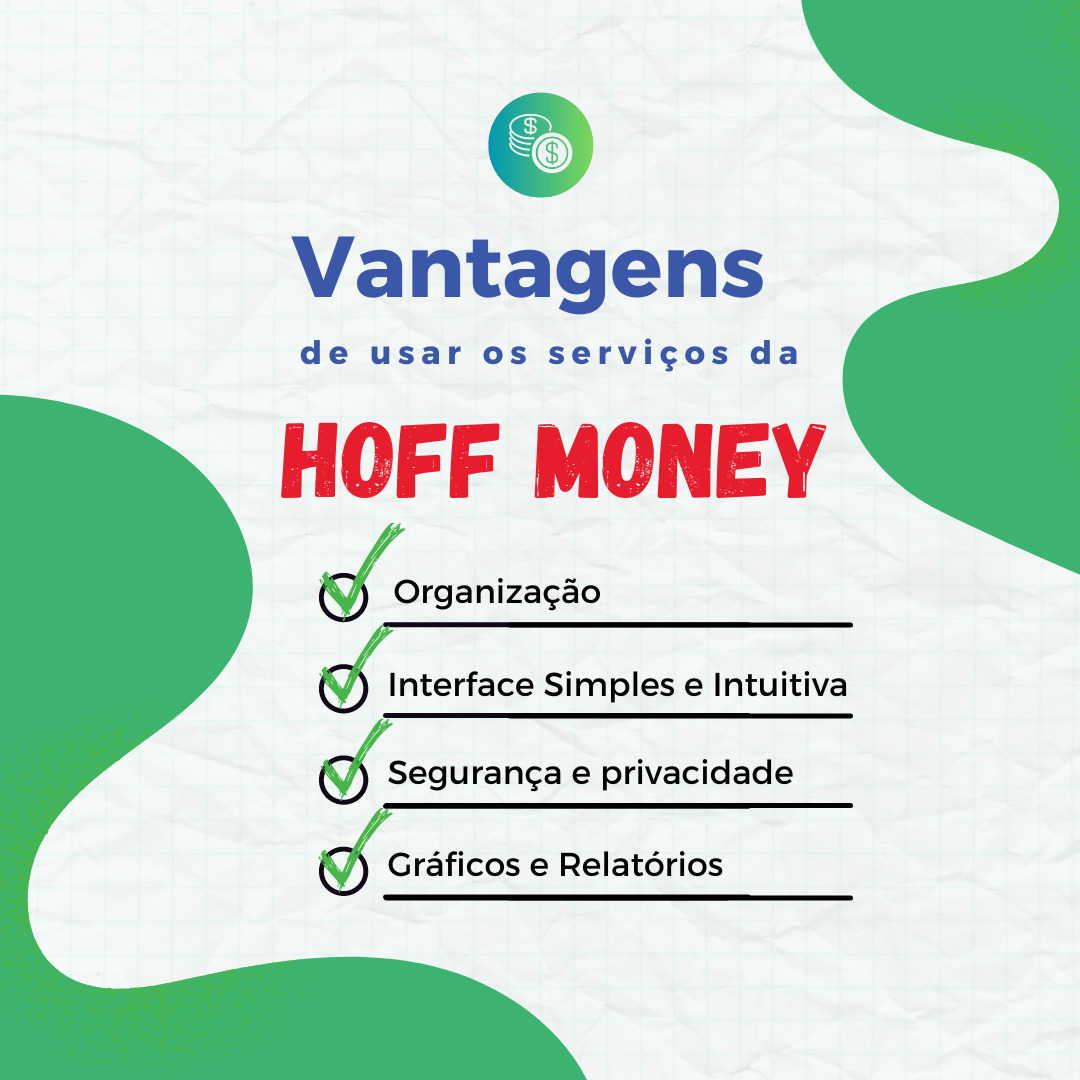 Vantagens
de usar os serviços da
HOFF MONEY
Organização
Interface Simples e Intuitiva
Segurança e privacidade
Gráficos e Relatórios